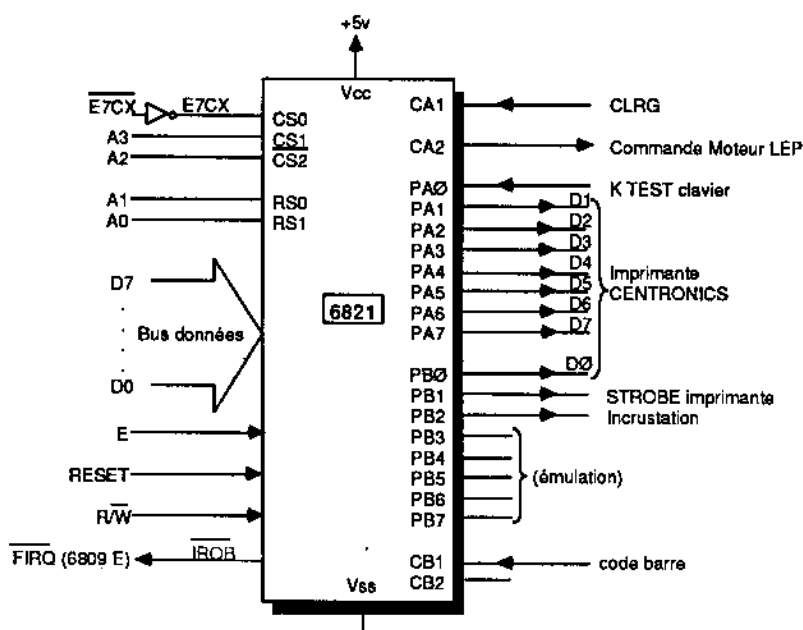 +5v
Vcc
E7CX
E7CX
CS0
A3
CS1
A2
CS2
A1
RS0
A0
RS1
D7
Bus données
D0
E
RESET
R/W
FIRQ (6809 E)
IRQB
Vss
6821
CA1
CLRG
CA2
Commande Moteur LEP
PAØ
K TEST clavier
PA1
D1
PA2
D2
PA3
D3
PA4
D4
PA5
D5
PA6
D6
PA7
D7
Imprimante
CENTRONICS
PBØ
DØ
PB1
STROBE imprimante
PB2
Incrustation
PB3
PB4
PB5
PB6
PB7
(émulation)
CB1
code barre
CB2